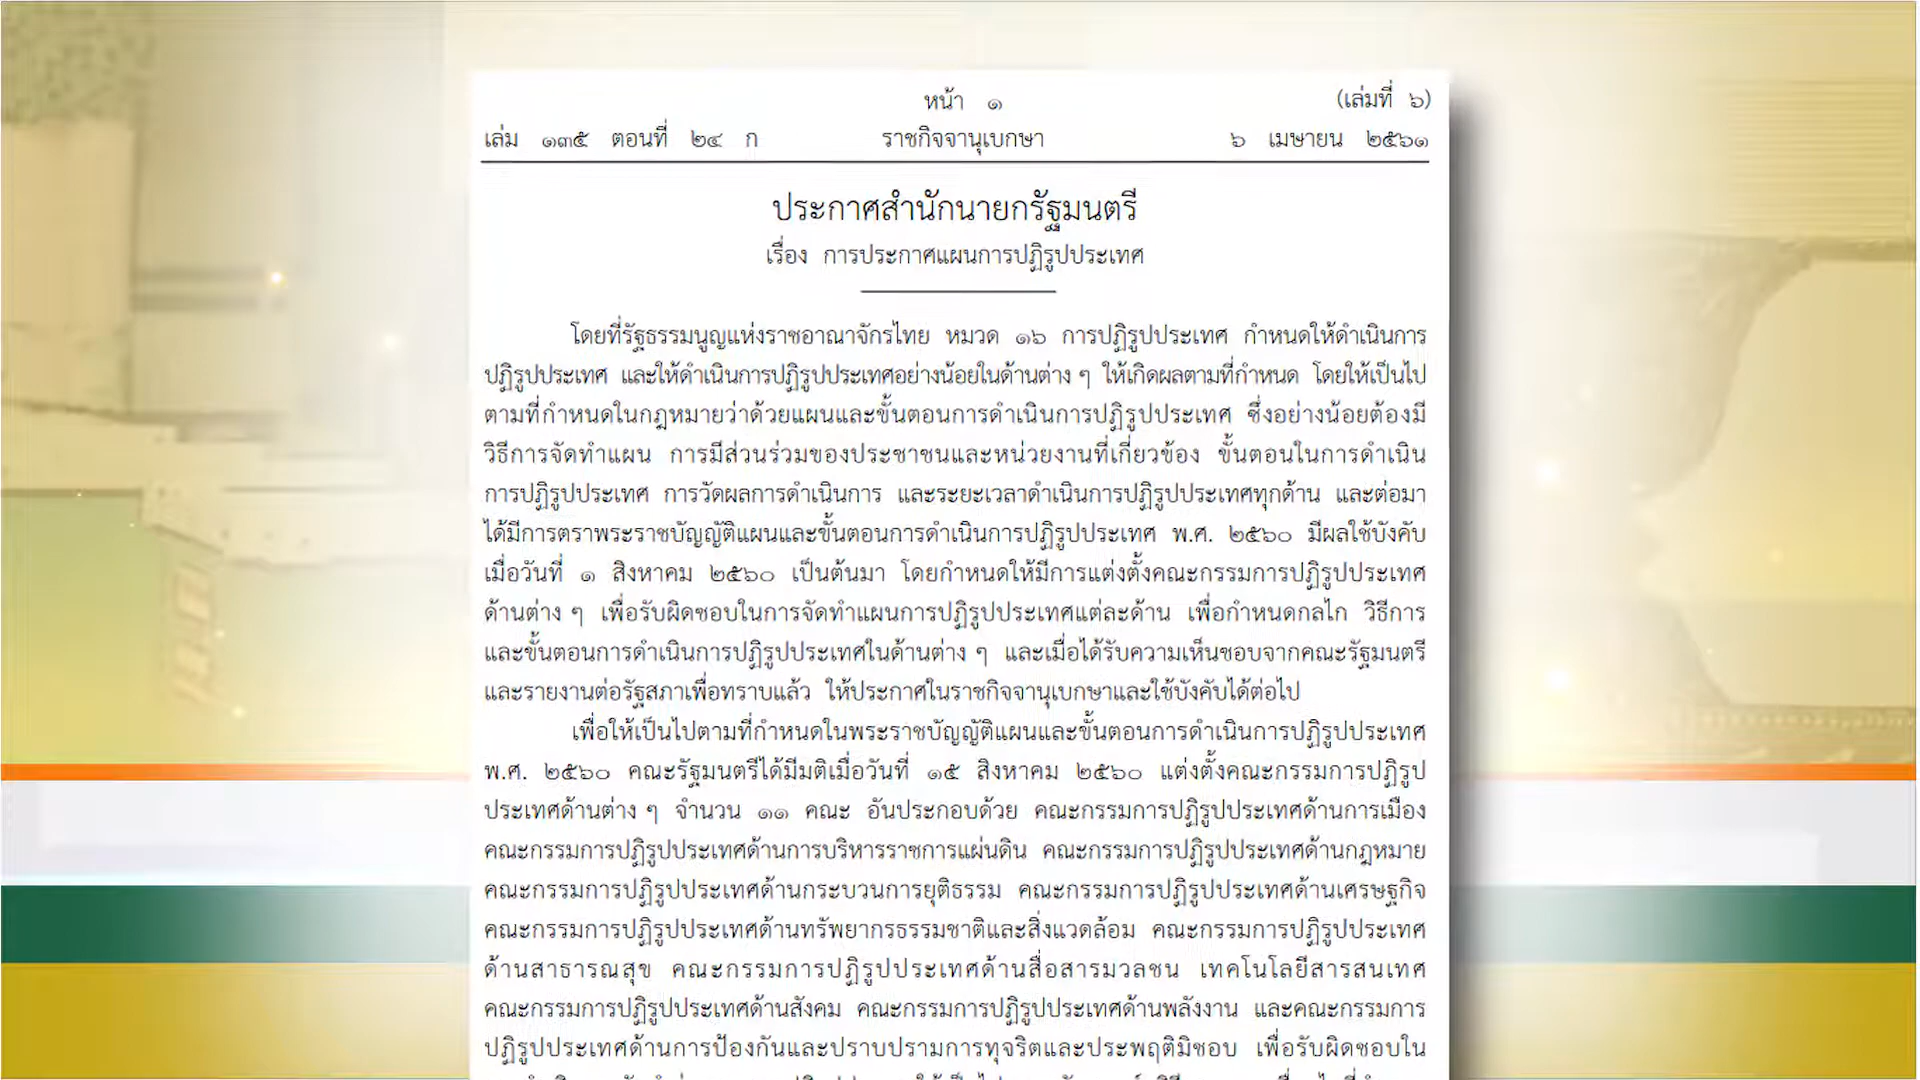 หน้า ๑
(เล่มที่ ๖)
เล่ม ๑๓๕ ตอนที่ ๒๔ ก ราชกิจจานุเบกษา ๖ เมษายน ๒๕๖๑
ประกาศสำนักนายกรัฐมนตรี
เรื่อง การประกาศแผนการปฏิรูปประเทศ
โดยที่รัฐธรรมนูญแห่งราชอาณาจักรไทย หมวด ๑๖ การปฏิรูปประเทศ กำหนดให้ดำเนินการ
ปฏิรูปประเทศ และให้ดำเนินการปฏิรูปประเทศอย่างน้อยในด้านต่าง ๆ ให้เกิดผลตามที่กำหนด โดยให้เป็นไป
ตามที่กำหนดในกฎหมายว่าด้วยแผนและขั้นตอนการดำเนินการปฏิรูปประเทศ ซึ่งอย่างน้อยต้องมี
วิธีการจัดทำแผน การมีส่วนร่วมของประชาชนและหน่วยงานที่เกี่ยวข้อง ขั้นตอนในการดำเนิน
การปฏิรูปประเทศ การวัดผลการดำเนินการ และระยะเวลาดำเนินการปฏิรูปประเทศทุกด้าน และต่อมา
ได้มีการตราพระราชบัญญัติแผนและขั้นตอนการดำเนินการปฏิรูปประเทศ พ.ศ. ๒๕๖๐ มีผลใช้บังคับ
เมื่อวันที่ ๑ สิงหาคม ๒๕๖๐ เป็นต้นมา โดยกำหนดให้มีการแต่งตั้งคณะกรรมการปฏิรูปประเทศ
ด้านต่าง ๆ เพื่อรับผิดชอบในการจัดทำแผนการปฏิรูปประเทศแต่ละด้าน เพื่อกำหนดกลไก วิธีการ
และขั้นตอนการดำเนินการปฏิรูปประเทศในด้านต่าง ๆ และเมื่อได้รับความเห็นชอบจากคณะรัฐมนตรี
และรายงานต่อรัฐสภาเพื่อทราบแล้ว ให้ประกาศในราชกิจจานุเบกษาและใช้บังคับได้ต่อไป
เพื่อให้เป็นไปตามที่กำหนดในพระราชบัญญัติแผนและขั้นตอนการดำเนินการปฏิรูปประเทศ
พ.ศ. ๒๕๖๐ คณะรัฐมนตรีได้มีมติเมื่อวันที่ ๑๕ สิงหาคม ๒๕๖๐ แต่งตั้งคณะกรรมการปฏิรูป
ประเทศด้านต่าง ๆ จำนวน ๑๑ คณะ อันประกอบด้วย คณะกรรมการปฏิรูปประเทศด้านการเมือง
คณะกรรมการปฏิรูปประเทศด้านการบริหารราชการแผ่นดิน คณะกรรมการปฏิรูปประเทศด้านกฎหมาย
คณะกรรมการปฏิรูปประเทศด้านกระบวนการยุติธรรม คณะกรรมการปฏิรูปประเทศด้านเศรษฐกิจ
คณะกรรมการปฏิรูปประเทศด้านทรัพยากรธรรมชาติและสิ่งแวดล้อม คณะกรรมการปฏิรูปประเทศ
ด้านสาธารณสุข คณะกรรมการปฏิรูปประเทศด้านสื่อสารมวลชน เทคโนโลยีสารสนเทศ
คณะกรรมการปฏิรูปประเทศด้านสังคม คณะกรรมการปฏิรูปประเทศด้านพลังงาน และคณะกรรมการ
ปฏิรูปประเทศด้านการป้องกันและปราบปรามการทุจริตและประพฤติมิชอบ เพื่อรับผิดชอบใน